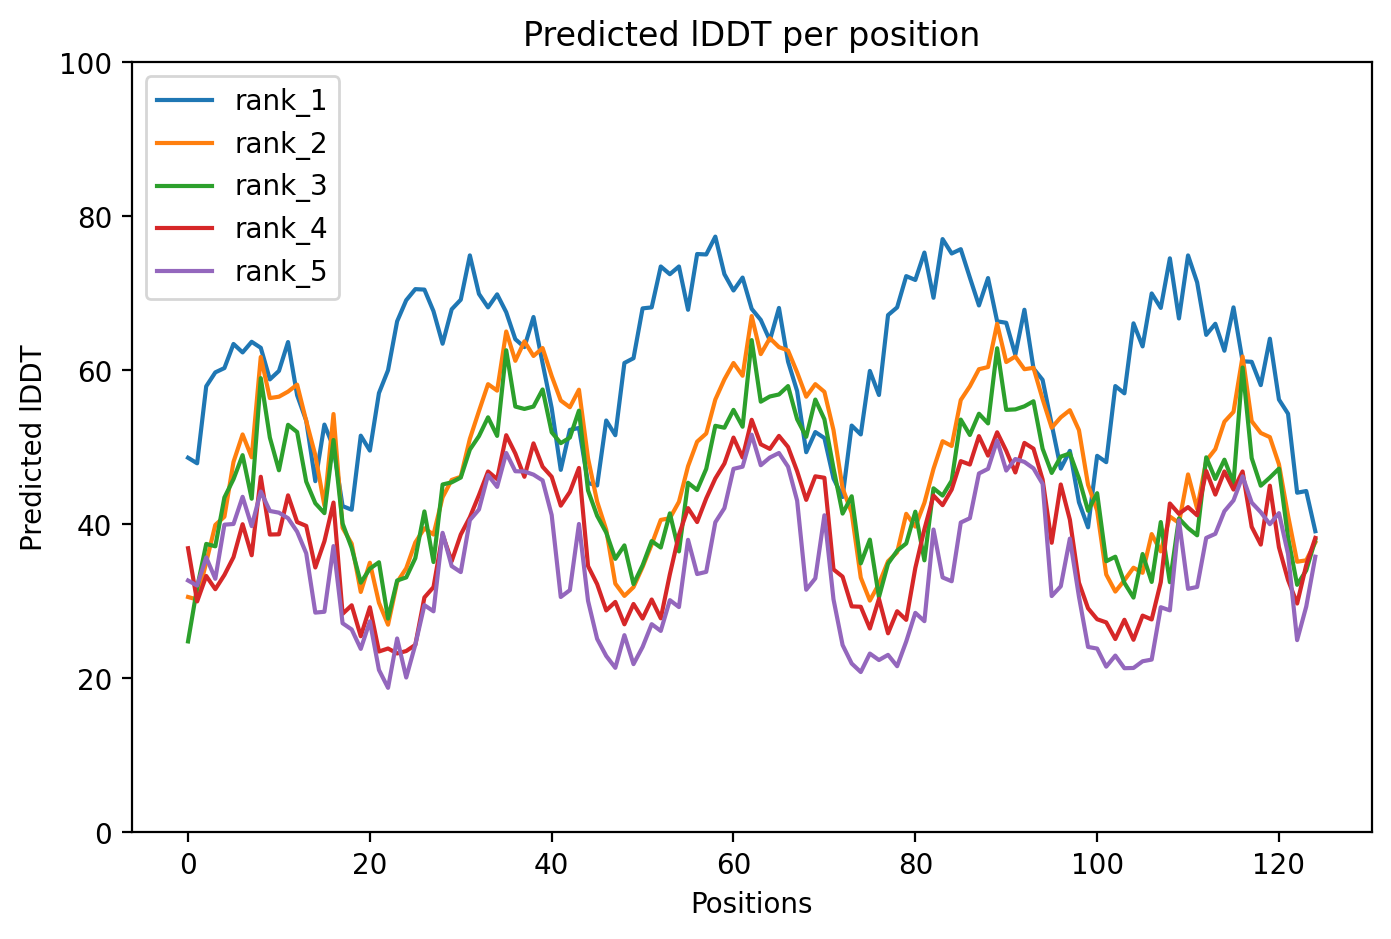 Predicted lDDT per position
100
80
60
40
20
0
Predicted lDDT
rank_1
rank_2
rank_3
rank_4
rank_5
0 20 40 60 80 100 120
Positions